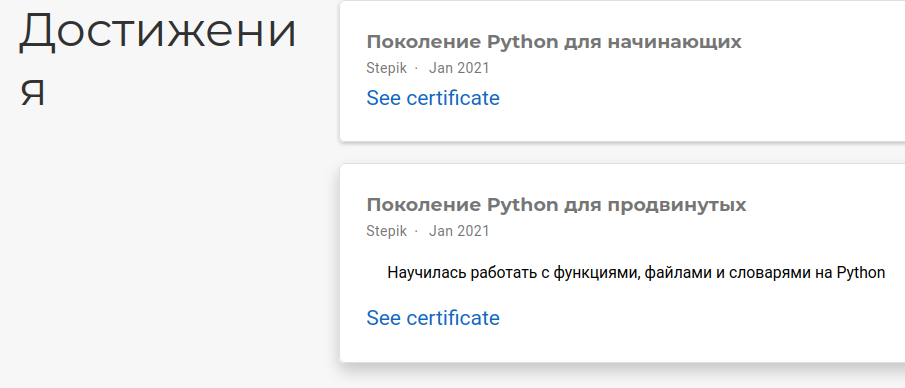 Достижени
я
Поколение Python для начинающих
Stepik · Jan 2021
See certificate
Поколение Python для продвинутых
Stepik · Jan 2021
Научилась работать с функциями, файлами и словарями на Python
See certificate